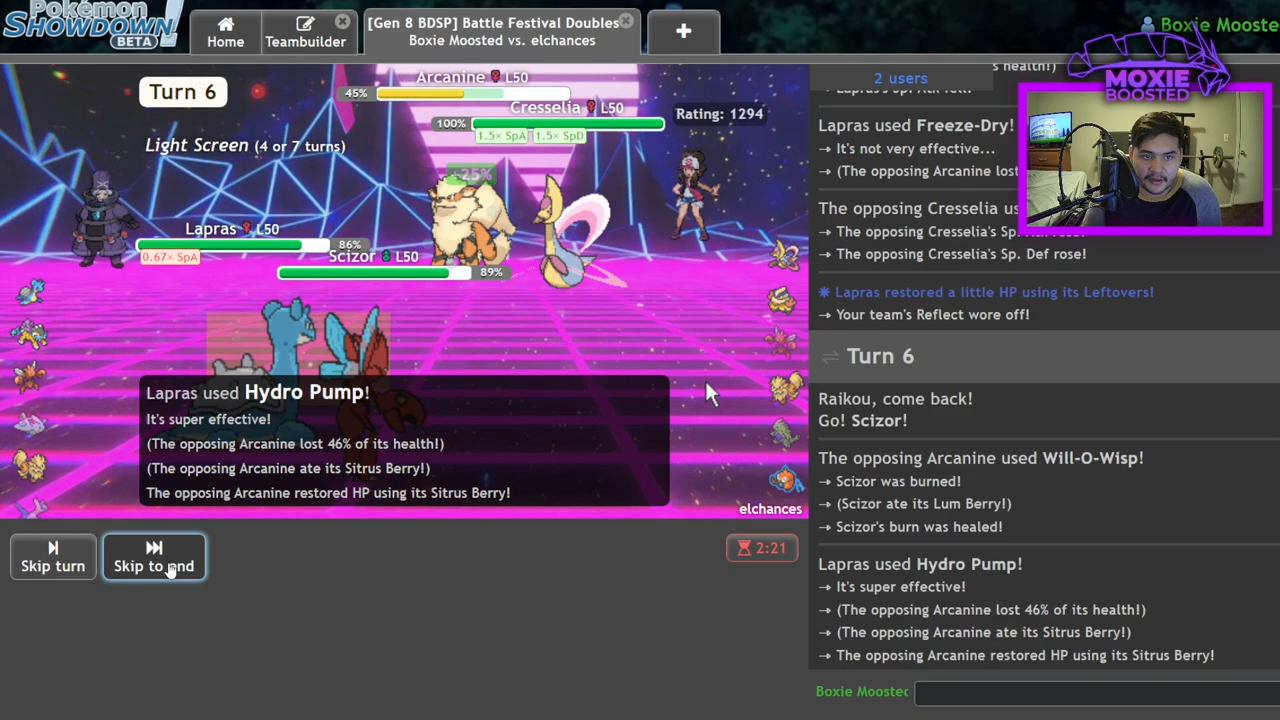 Pokémon
SHOWDOWN!
BETA
Home
Teambuilder
[Gen 8 BDSP] Battle Festival Doubles
Boxie Moosted vs. elchances
+
Boxie Mooste
Turn 6
Arcanine L50
45%
Cresselia L50
100%
1.5× SpA 1.5× SpD
Rating: 1294
Light Screen (4 or 7 turns)
+25%
Lapras L50
86%
0.67× SpA
Scizor L50
89%
Lapras used Hydro Pump!
It's super effective!
(The opposing Arcanine lost 46% of its health!)
(The opposing Arcanine ate its Sitrus Berry!)
The opposing Arcanine restored HP using its Sitrus Berry!
elchances
Skip turn
Skip to end
2:21
2 users
s health!)
MOXIE
BOOSTED
Lapras used Freeze-Dry!
→ It's not very effective...
→ (The opposing Arcanine lost
The opposing Cresselia us
→ The opposing Cresselia's Sp.
→ The opposing Cresselia's Sp. Def rose!
Lapras restored a little HP using its Leftovers!
→ Your team's Reflect wore off!
Turn 6
Raikou, come back!
Go! Scizor!
The opposing Arcanine used Will-O-Wisp!
→ Scizor was burned!
→ (Scizor ate its Lum Berry!)
→ Scizor's burn was healed!
Lapras used Hydro Pump!
→ It's super effective!
→ (The opposing Arcanine lost 46% of its health!)
→ (The opposing Arcanine ate its Sitrus Berry!)
→ The opposing Arcanine restored HP using its Sitrus Berry!
Boxie Moosted